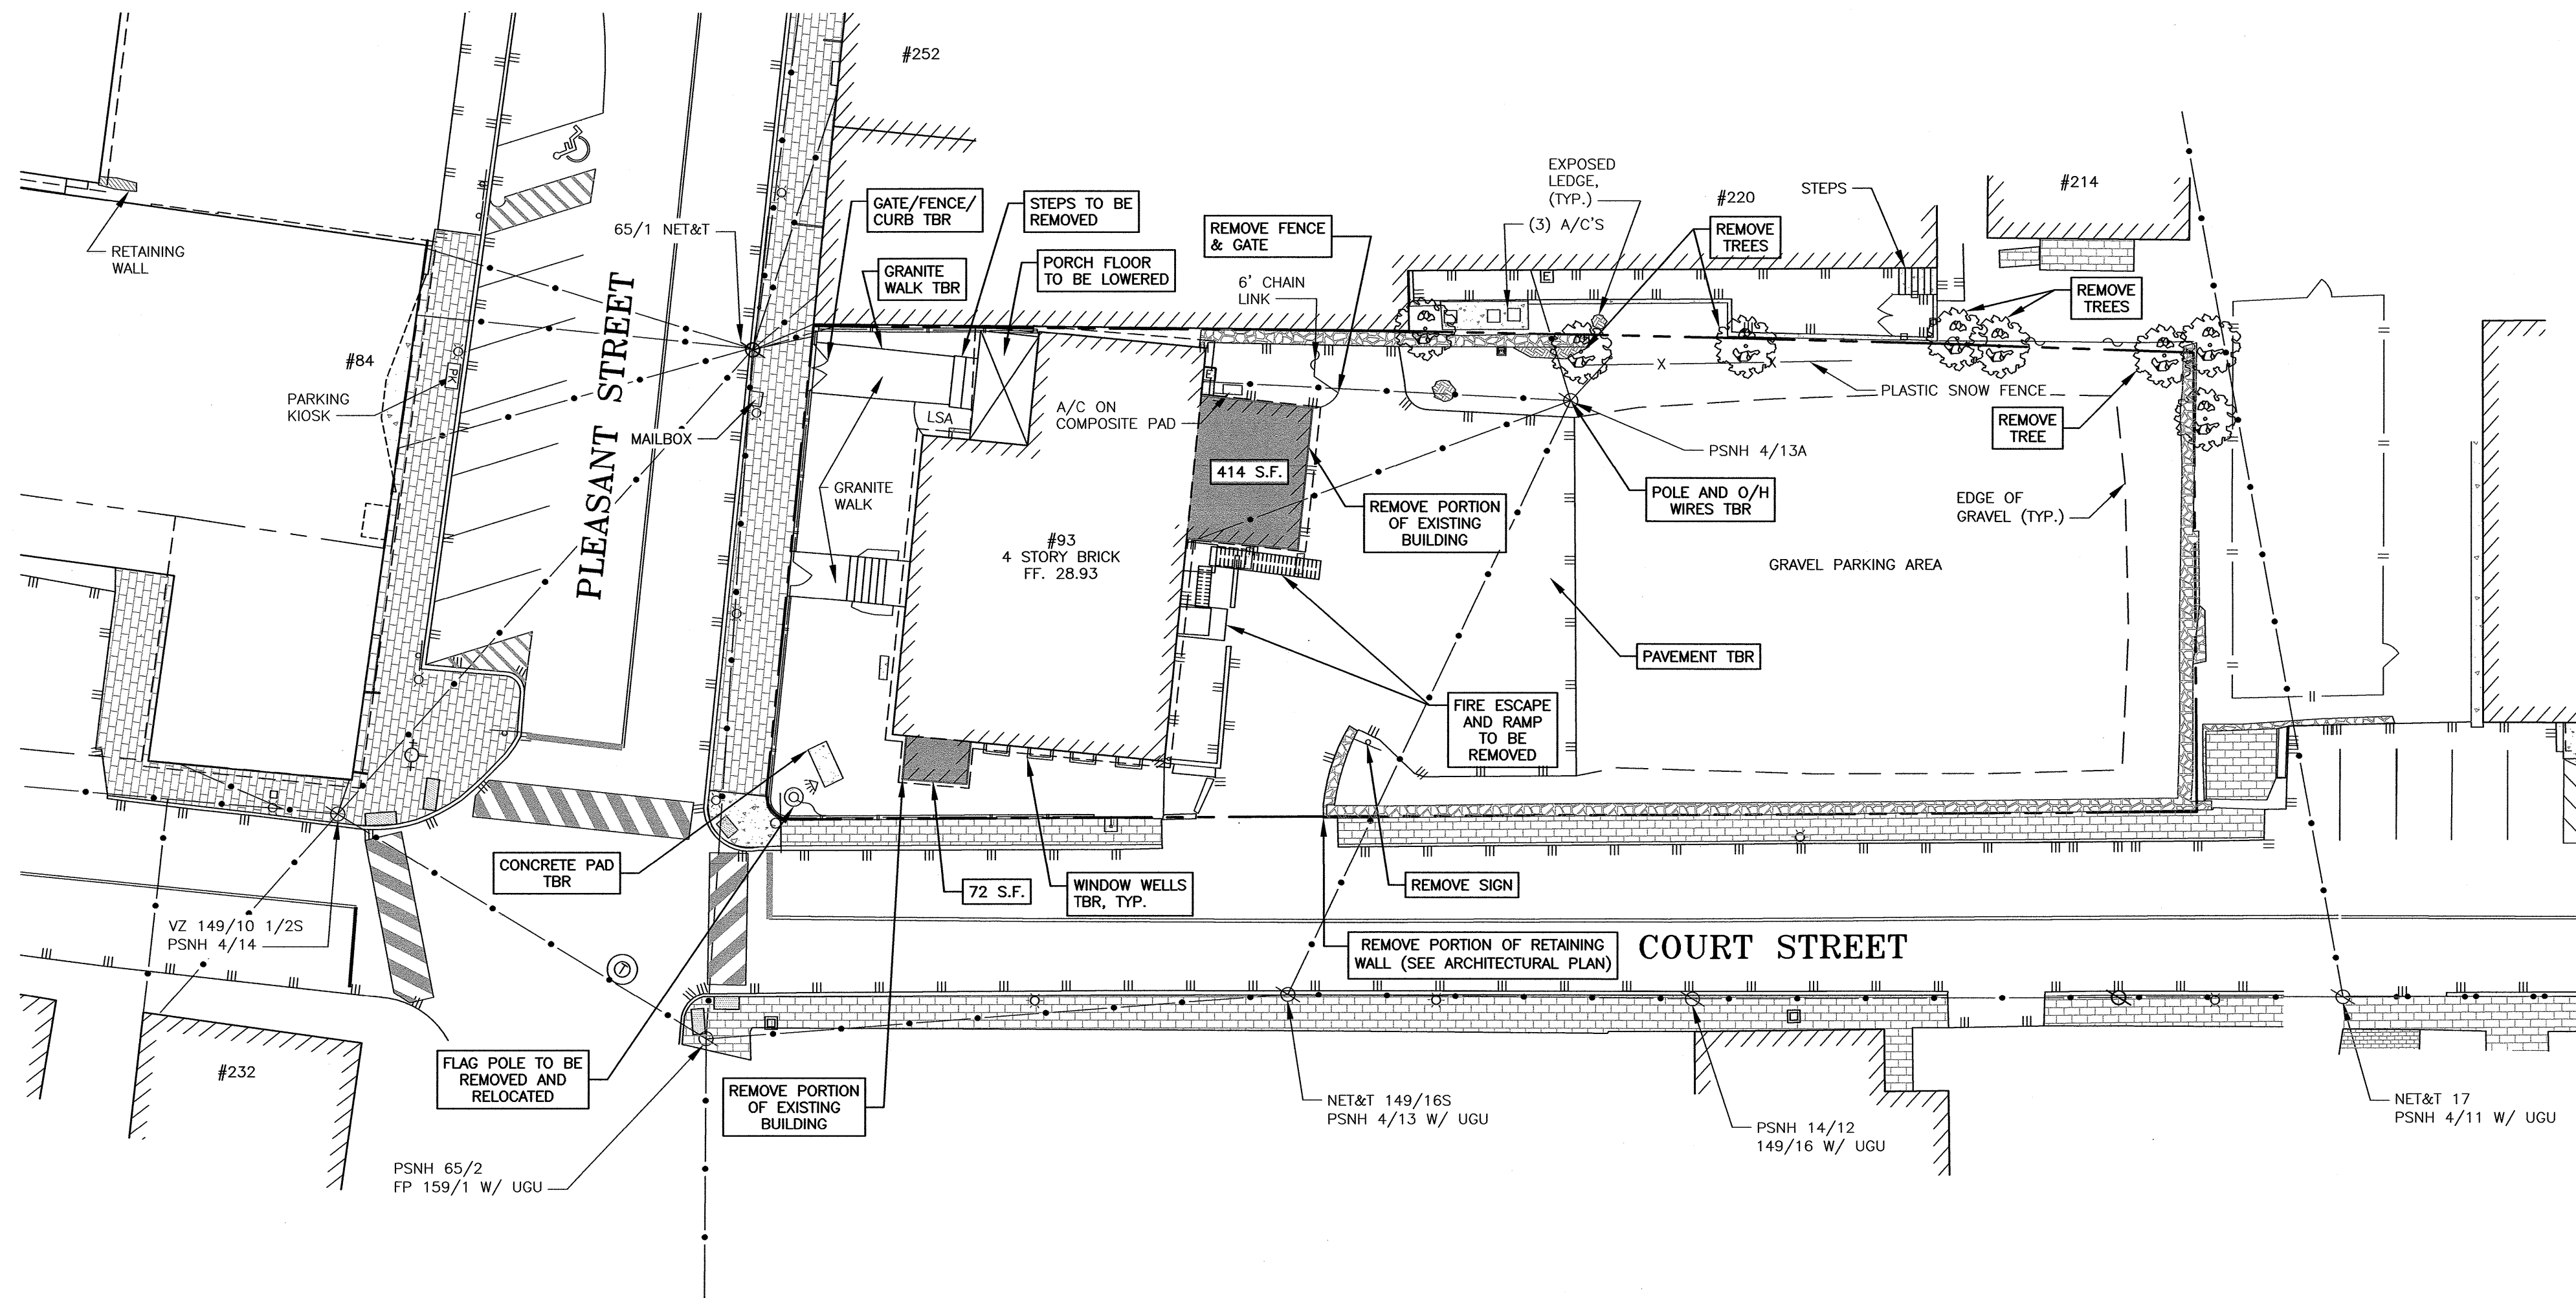 #252
EXPOSED
LEDGE,
(TYP.)
#220
STEPS
#214
GATE/FENCE/
CURB TBR
STEPS TO BE
REMOVED
(3) A/C'S
65/1 NET&T
REMOVE FENCE
& GATE
REMOVE
TREES
RETAINING
WALL
GRANITE
WALK TBR
PORCH FLOOR
TO BE LOWERED
6' CHAIN
LINK
REMOVE
TREES
PLEASANT STREET
#84
PK
E
E
PARKING
KIOSK
MAILBOX
LSA
A/C ON
COMPOSITE PAD
X
X
PLASTIC SNOW FENCE
REMOVE
TREE
414 S.F.
PSNH 4/13A
GRANITE
WALK
REMOVE PORTION
OF EXISTING
BUILDING
POLE AND O/H
WIRES TBR
EDGE OF
GRAVEL (TYP.)
#93
4 STORY BRICK
FF. 28.93
GRAVEL PARKING AREA
PAVEMENT TBR
FIRE ESCAPE
AND RAMP
TO BE
REMOVED
CONCRETE PAD
TBR
72 S.F.
WINDOW WELLS
TBR, TYP.
REMOVE SIGN
VZ 149/10 1/2S
PSNH 4/14
REMOVE PORTION OF RETAINING
WALL (SEE ARCHITECTURAL PLAN)
COURT STREET
#232
FLAG POLE TO BE
REMOVED AND
RELOCATED
REMOVE PORTION
OF EXISTING
BUILDING
NET&T 149/16S
PSNH 4/13 W/ UGU
PSNH 14/12
149/16 W/ UGU
NET&T 17
PSNH 4/11 W/ UGU
PSNH 65/2
FP 159/1 W/ UGU